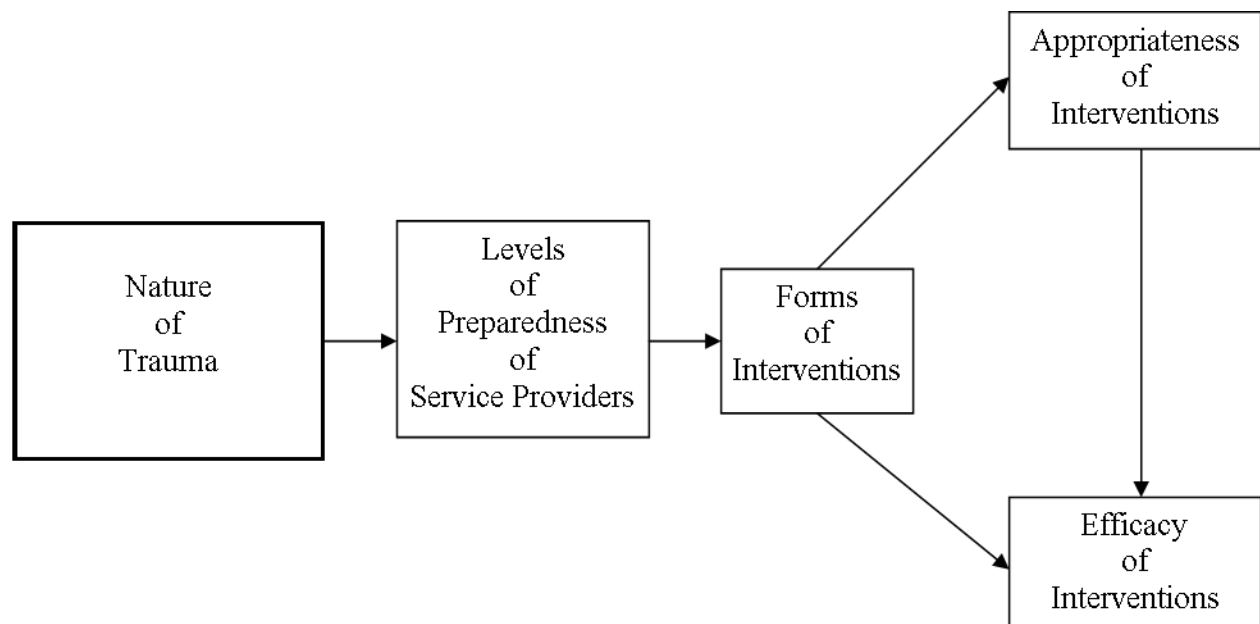 Nature
of
Trauma
Levels
of
Preparedness
of
Service Providers
Forms
of
Interventions
Appropriateness
of
Interventions
Efficacy
of
Interventions